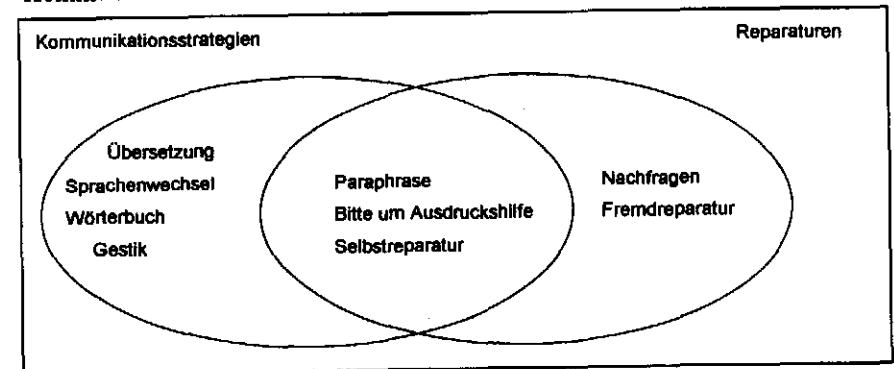 Kommunikationsstrategien
Reparaturen
Übersetzung
Sprachenwechsel
Wörterbuch
Gestik
Paraphrase
Bitte um Ausdruckshilfe
Selbstreparatur
Nachfragen
Fremdreparatur